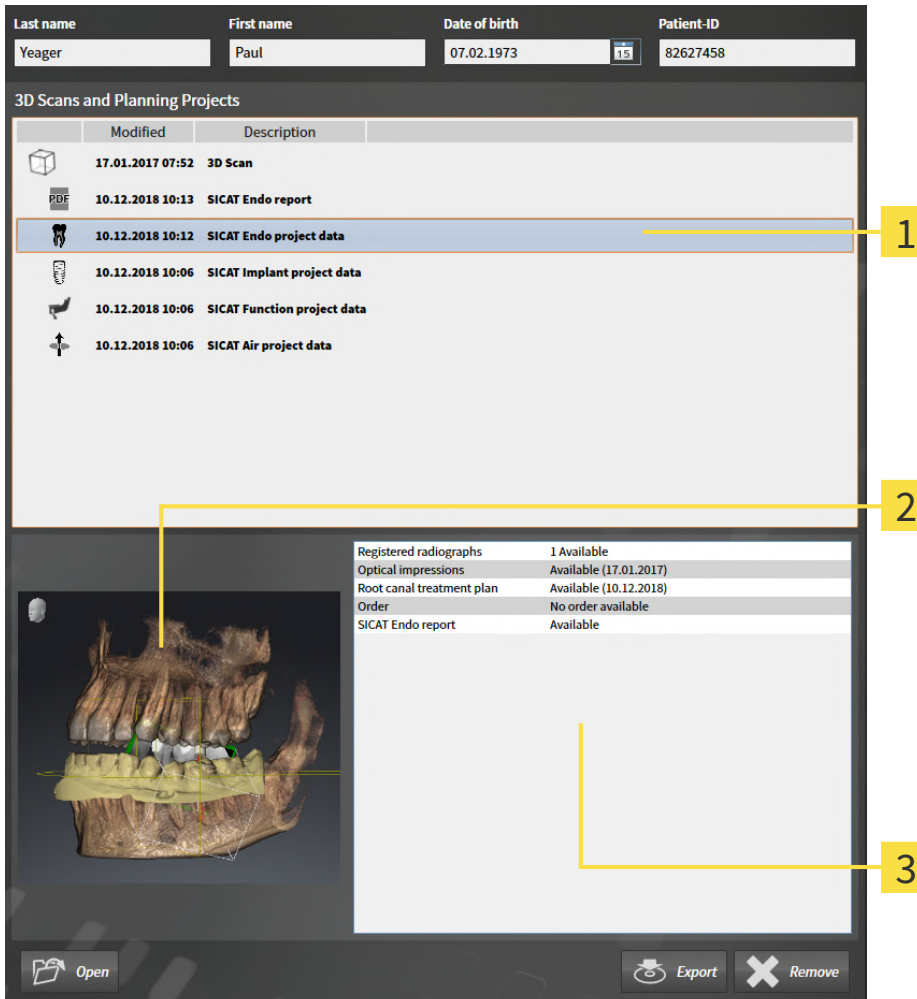 Last name First name Date of birth Patient-ID
Yeager Paul 07.02.1973 15 82627458
3D Scans and Planning Projects
Modified Description
17.01.2017 07:52 3D Scan
PDF 10.12.2018 10:13 SICAT Endo report
10.12.2018 10:12 SICAT Endo project data 1
10.12.2018 10:06 SICAT Implant project data
10.12.2018 10:06 SICAT Function project data
10.12.2018 10:06 SICAT Air project data
2
Registered radiographs 1 Available
Optical impressions Available (17.01.2017)
Root canal treatment plan Available (10.12.2018)
Order No order available
SICAT Endo report Available
3
Open Export Remove